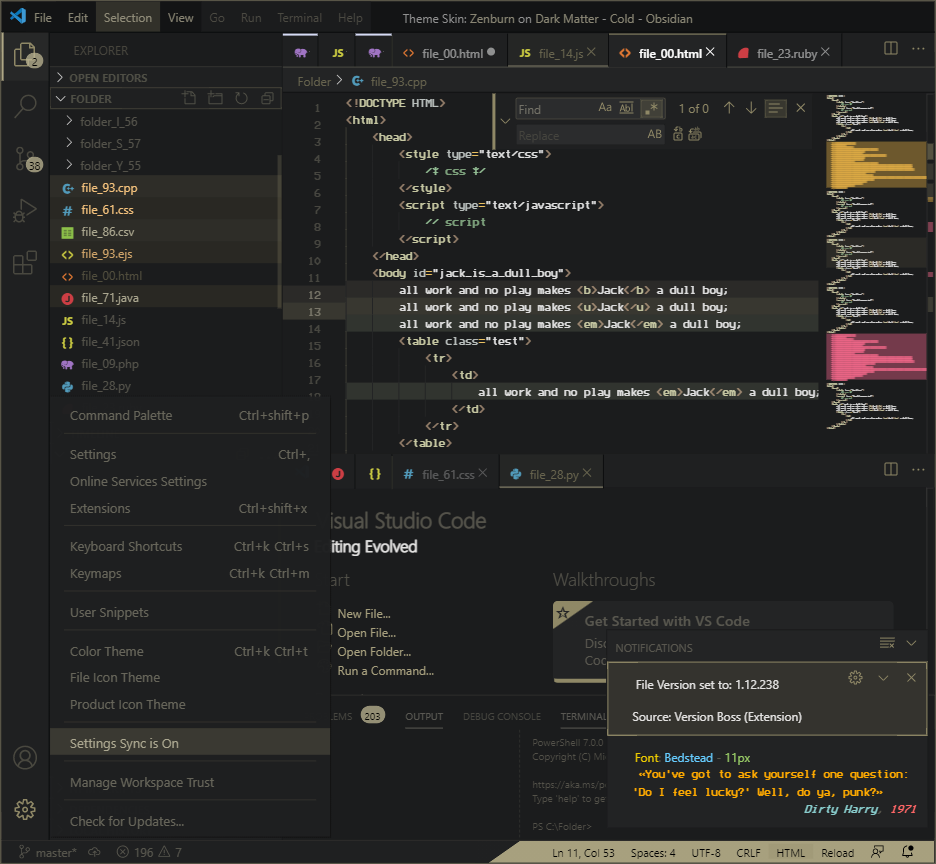 File Edit Selection View Go Run Terminal Help Theme Skin: Zenburn on Dark Matter - Cold - Obsidian
2 EXPLORER
OPEN EDITORS
FOLDER
folder_I_56
folder_S_57
folder_Y_55
file_93.cpp
file_61.css
file_86.csv
file_93.ejs
file_00.html
file_71.java
file_14.js
file_41.json
file_09.php
file_28.py
38
JS file_00.html JS file_14.js file_00.html file_23.ruby
Folder > file_93.cpp
Find Aa Abl .* 1 of 0
Replace AB
1 <!DOCTYPE HTML>
2 <html>
3 <head>
4 <style type="text/css">
5 /* css */
6 </style>
7 <script type="text/javascript">
8 // script
9 </script>
10 </head>
11 <body id="jack_is_a_dull_boy">
12 all work and no play makes <b>Jack</b> a dull boy;
13 all work and no play makes <u>Jack</u> a dull boy;
14 all work and no play makes <em>Jack</em> a dull boy;
15 <table class="test">
16 <tr>
17 <td>
all work and no play makes <em>Jack</em> a dull boy;
</td>
</tr>
</table>
Command Palette Ctrl+shift+p
Settings Ctrl+,
Online Services Settings
Extensions Ctrl+shift+x
Keyboard Shortcuts Ctrl+k Ctrl+s
Keymaps Ctrl+k Ctrl+m
User Snippets
Color Theme Ctrl+k Ctrl+t
File Icon Theme
Product Icon Theme
Settings Sync is On
Manage Workspace Trust
Check for Updates...
J {} # file_61.css file_28.py
isual Studio Code
iting Evolved
art
New File...
Open File...
Open Folder...
Run a Command...
Walkthroughs
Get Started with VS Code
Disc
Coc
LEMS 203 OUTPUT DEBUG CONSOLE TERMINAL
PowerShell 7.0.0
Copyright (C) Mi
https://aka.ms/p
Type 'help' to ge
PS C:\Folder>
NOTIFICATIONS
File Version set to: 1.12.238
Source: Version Boss (Extension)
Font: Bedstead - 11px
«You've got to ask yourself one question:
'Do I feel lucky?' Well, do ya, punk?»
Dirty Harry, 1971
master* 196 7 Ln 11, Col 53 Spaces: 4 UTF-8 CRLF HTML Reload